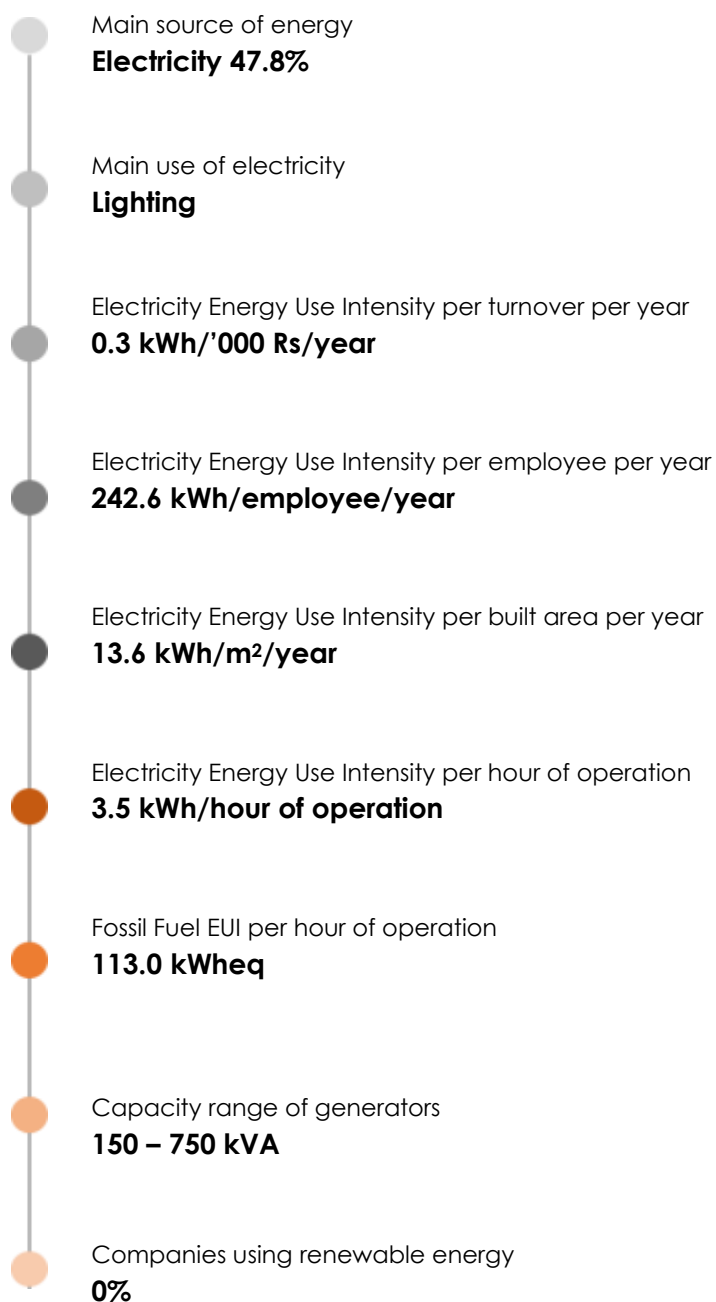 Main source of energy
Electricity 47.8%
Main use of electricity
Lighting
Electricity Energy Use Intensity per turnover per year
0.3 kWh/’000 Rs/year
Electricity Energy Use Intensity per employee per year
242.6 kWh/employee/year
Electricity Energy Use Intensity per built area per year
13.6 kWh/m²/year
Electricity Energy Use Intensity per hour of operation
3.5 kWh/hour of operation
Fossil Fuel EUI per hour of operation
113.0 kWheq
Capacity range of generators
150 – 750 kVA
Companies using renewable energy
0%